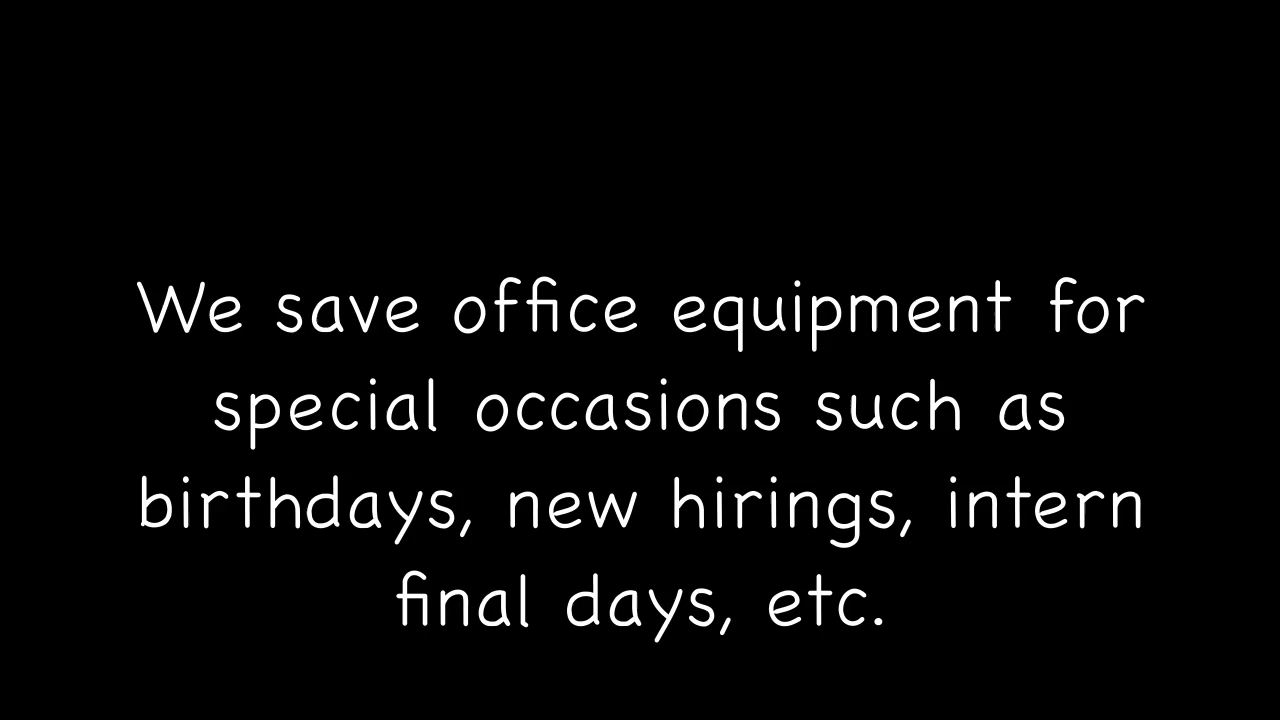 We save office equipment for
special occasions such as
birthdays, new hirings, intern
final days, etc.